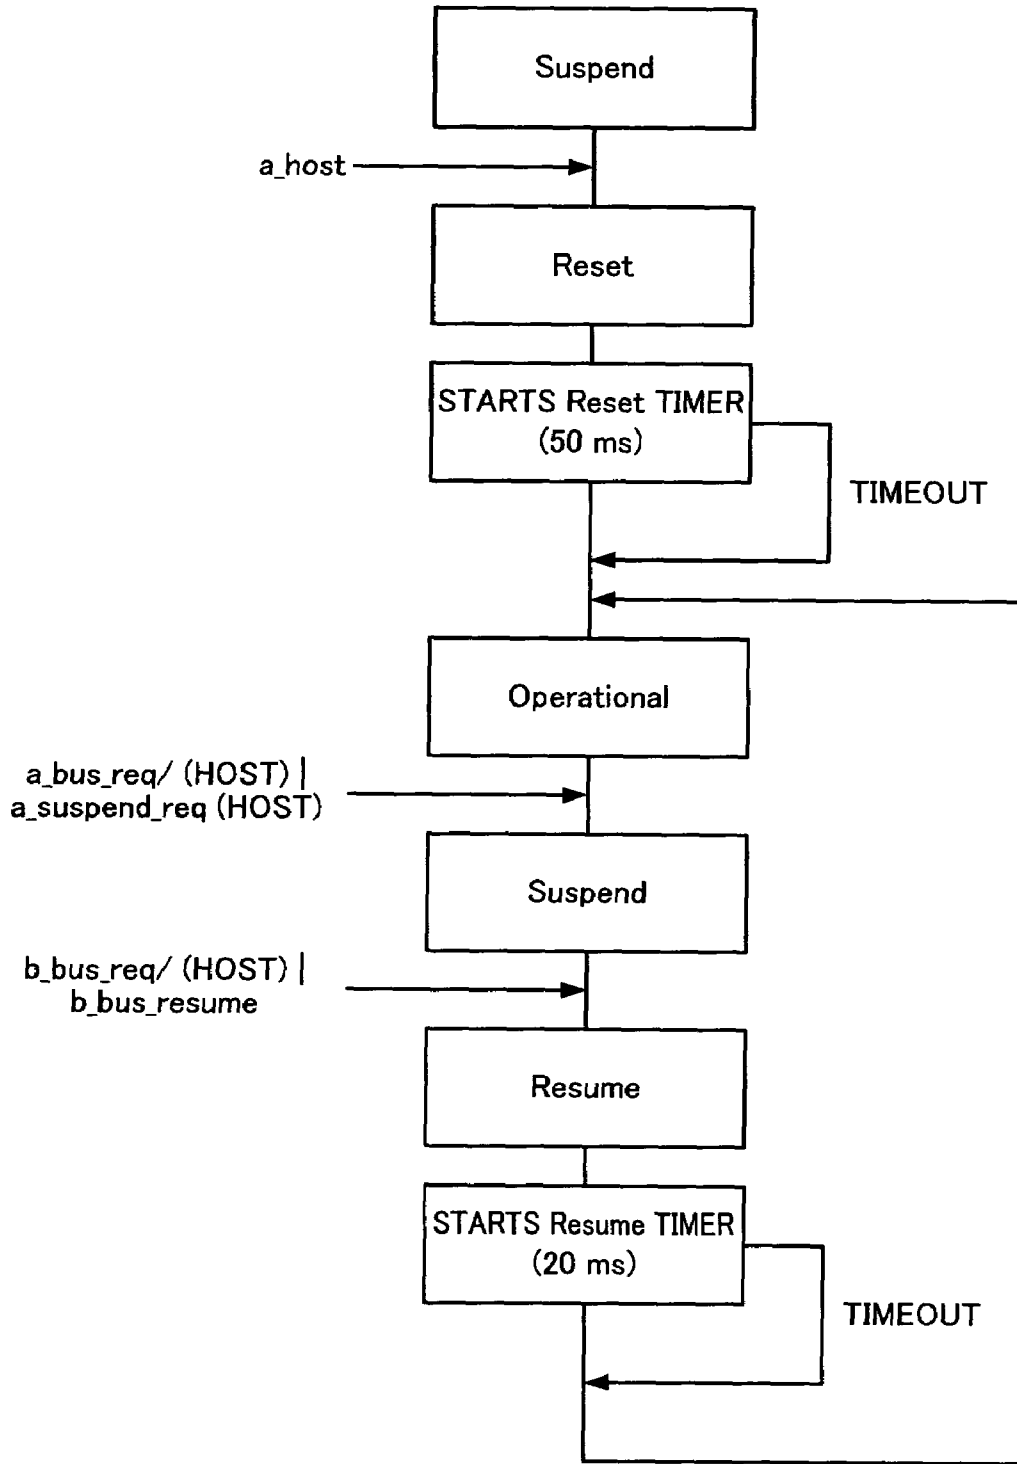 Suspend
a_host
Reset
STARTS Reset TIMER
(50 ms)
TIMEOUT
Operational
a_bus_req/ (HOST) |
a_suspend_req (HOST)
Suspend
b_bus_req/ (HOST) |
b_bus_resume
Resume
STARTS Resume TIMER
(20 ms)
TIMEOUT